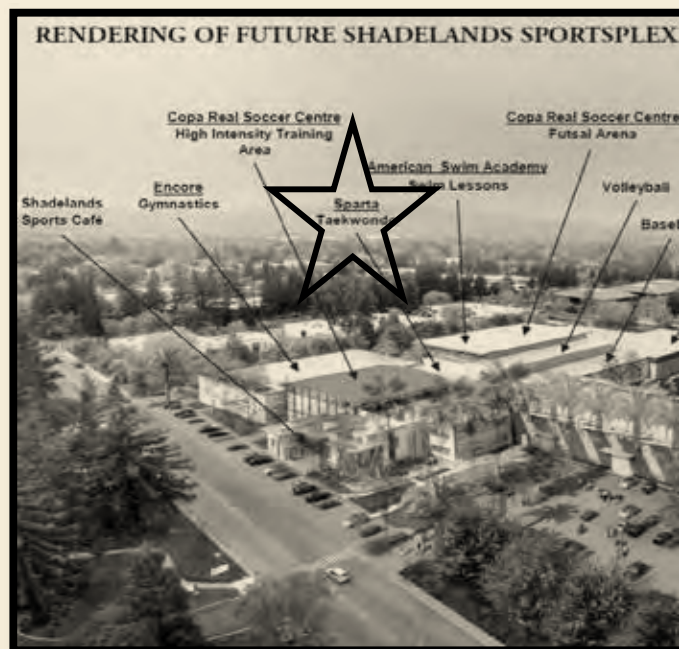 RENDERING OF FUTURE SHADELANDS SPORTSPLEX
Copa Real Soccer Centre
High Intensity Training
Area
Copa Real Soccer Centre
Futsal Arena
American Swim Academy
Swim Lessons
Encore
Gymnastics
Shadelands
Sports Café
Sparta
Taekwondo
Volleyball